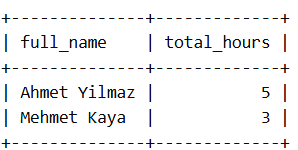 +--------------+-------------+
| full_name    | total_hours |
+--------------+-------------+
| Ahmet Yilmaz |           5 |
| Mehmet Kaya  |           3 |
+--------------+-------------+